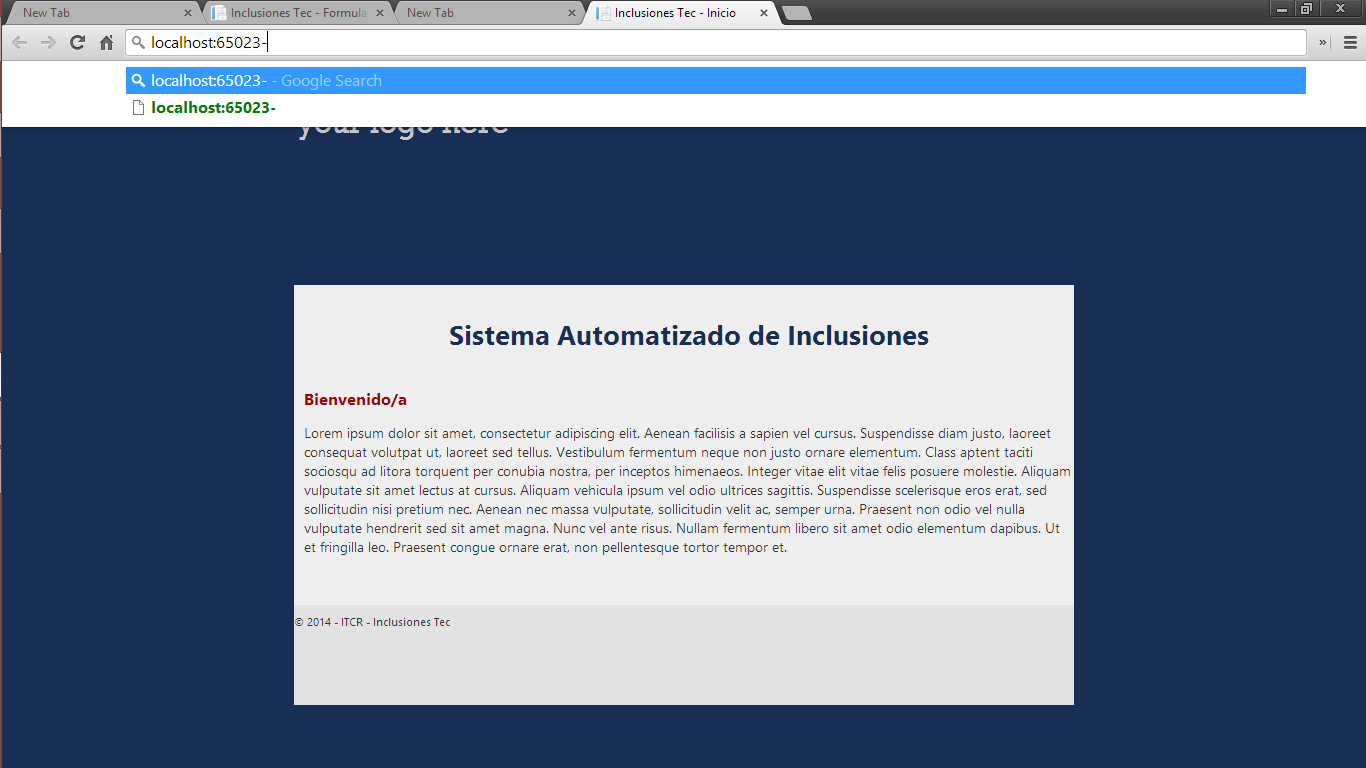 New Tab
Inclusiones Tec - Formula
New Tab
Inclusiones Tec - Inicio
localhost:65023-
localhost:65023- - Google Search
localhost:65023-
your logo here
Sistema Automatizado de Inclusiones
Bienvenido/a
Lorem ipsum dolor sit amet, consectetur adipiscing elit. Aenean facilisis a sapien vel cursus. Suspendisse diam justo, laoreet
consequat volutpat ut, laoreet sed tellus. Vestibulum fermentum neque non justo ornare elementum. Class aptent taciti
sociosqu ad litora torquent per conubia nostra, per inceptos himenaeos. Integer vitae elit vitae felis posuere molestie. Aliquam
vulputate sit amet lectus at cursus. Aliquam vehicula ipsum vel odio ultrices sagittis. Suspendisse scelerisque eros erat, sed
sollicitudin nisi pretium nec. Aenean nec massa vulputate, sollicitudin velit ac, semper urna. Praesent non odio vel nulla
vulputate hendrerit sed sit amet magna. Nunc vel ante risus. Nullam fermentum libero sit amet odio elementum dapibus. Ut
et fringilla leo. Praesent congue ornare erat, non pellentesque tortor tempor et.
© 2014 - ITCR - Inclusiones Tec